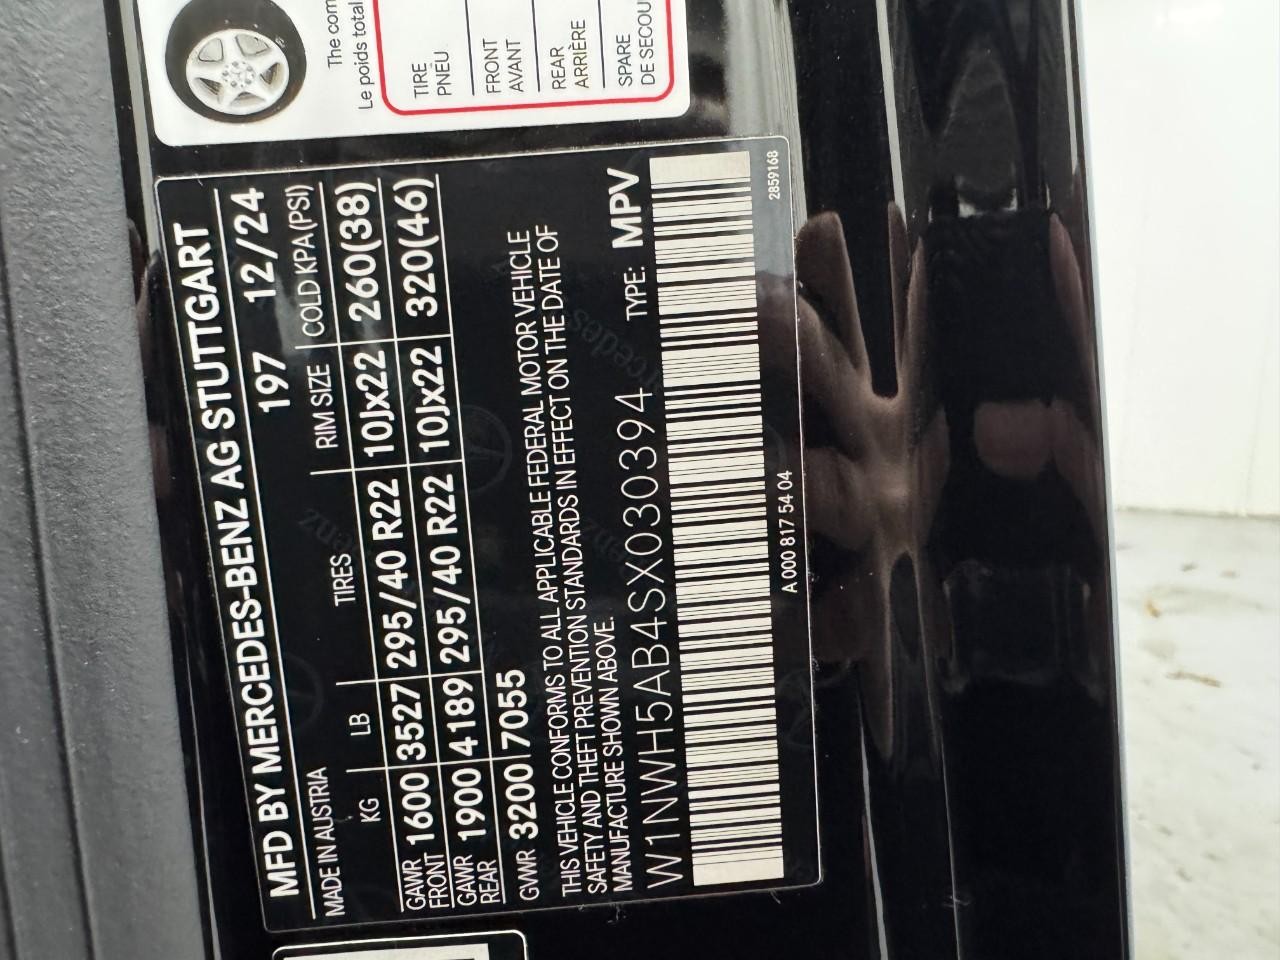 MFD BY MERCEDES-BENZ AG STUTTGART
MADE IN AUSTRIA 197 12/24
KG LB TIRES RIM SIZE COLD KPA(PSI)
GAWR FRONT 1600 3527 295/40 R22 10Jx22 260(38)
GAWR REAR 1900 4189 295/40 R22 10Jx22 320(46)
GVWR 3200 7055
THIS VEHICLE CONFORMS TO ALL APPLICABLE FEDERAL MOTOR VEHICLE
SAFETY AND THEFT PREVENTION STANDARDS IN EFFECT ON THE DATE OF
MANUFACTURE SHOWN ABOVE.
W1NWH5AB4SX030394 TYPE: MPV
A 000 817 54 04 2859168
The com
Le poids total
TIRE
PNEU
FRONT
AVANT
REAR
ARRIÈRE
SPARE
DE SECOU